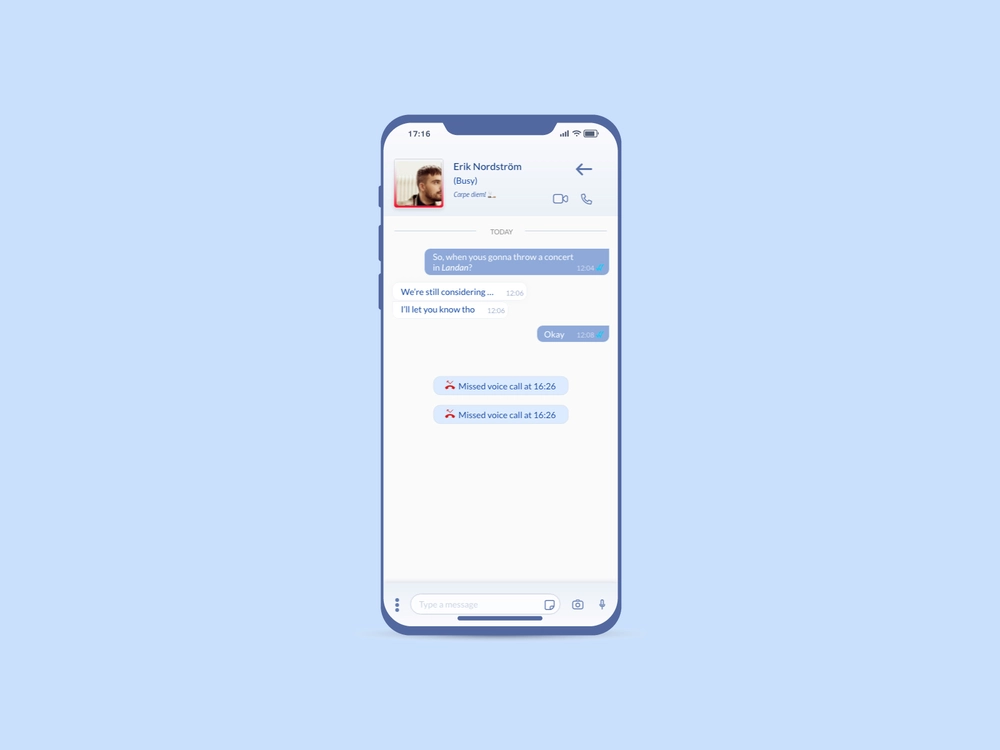 17:16
Erik Nordström
(Busy)
Carpe diem!
TODAY
So, when yous gonna throw a concert
in Landan?
12:04
We're still considering ...
12:06
I'll let you know tho
12:06
Okay
12:08
Missed voice call at 16:26
Missed voice call at 16:26
Type a message